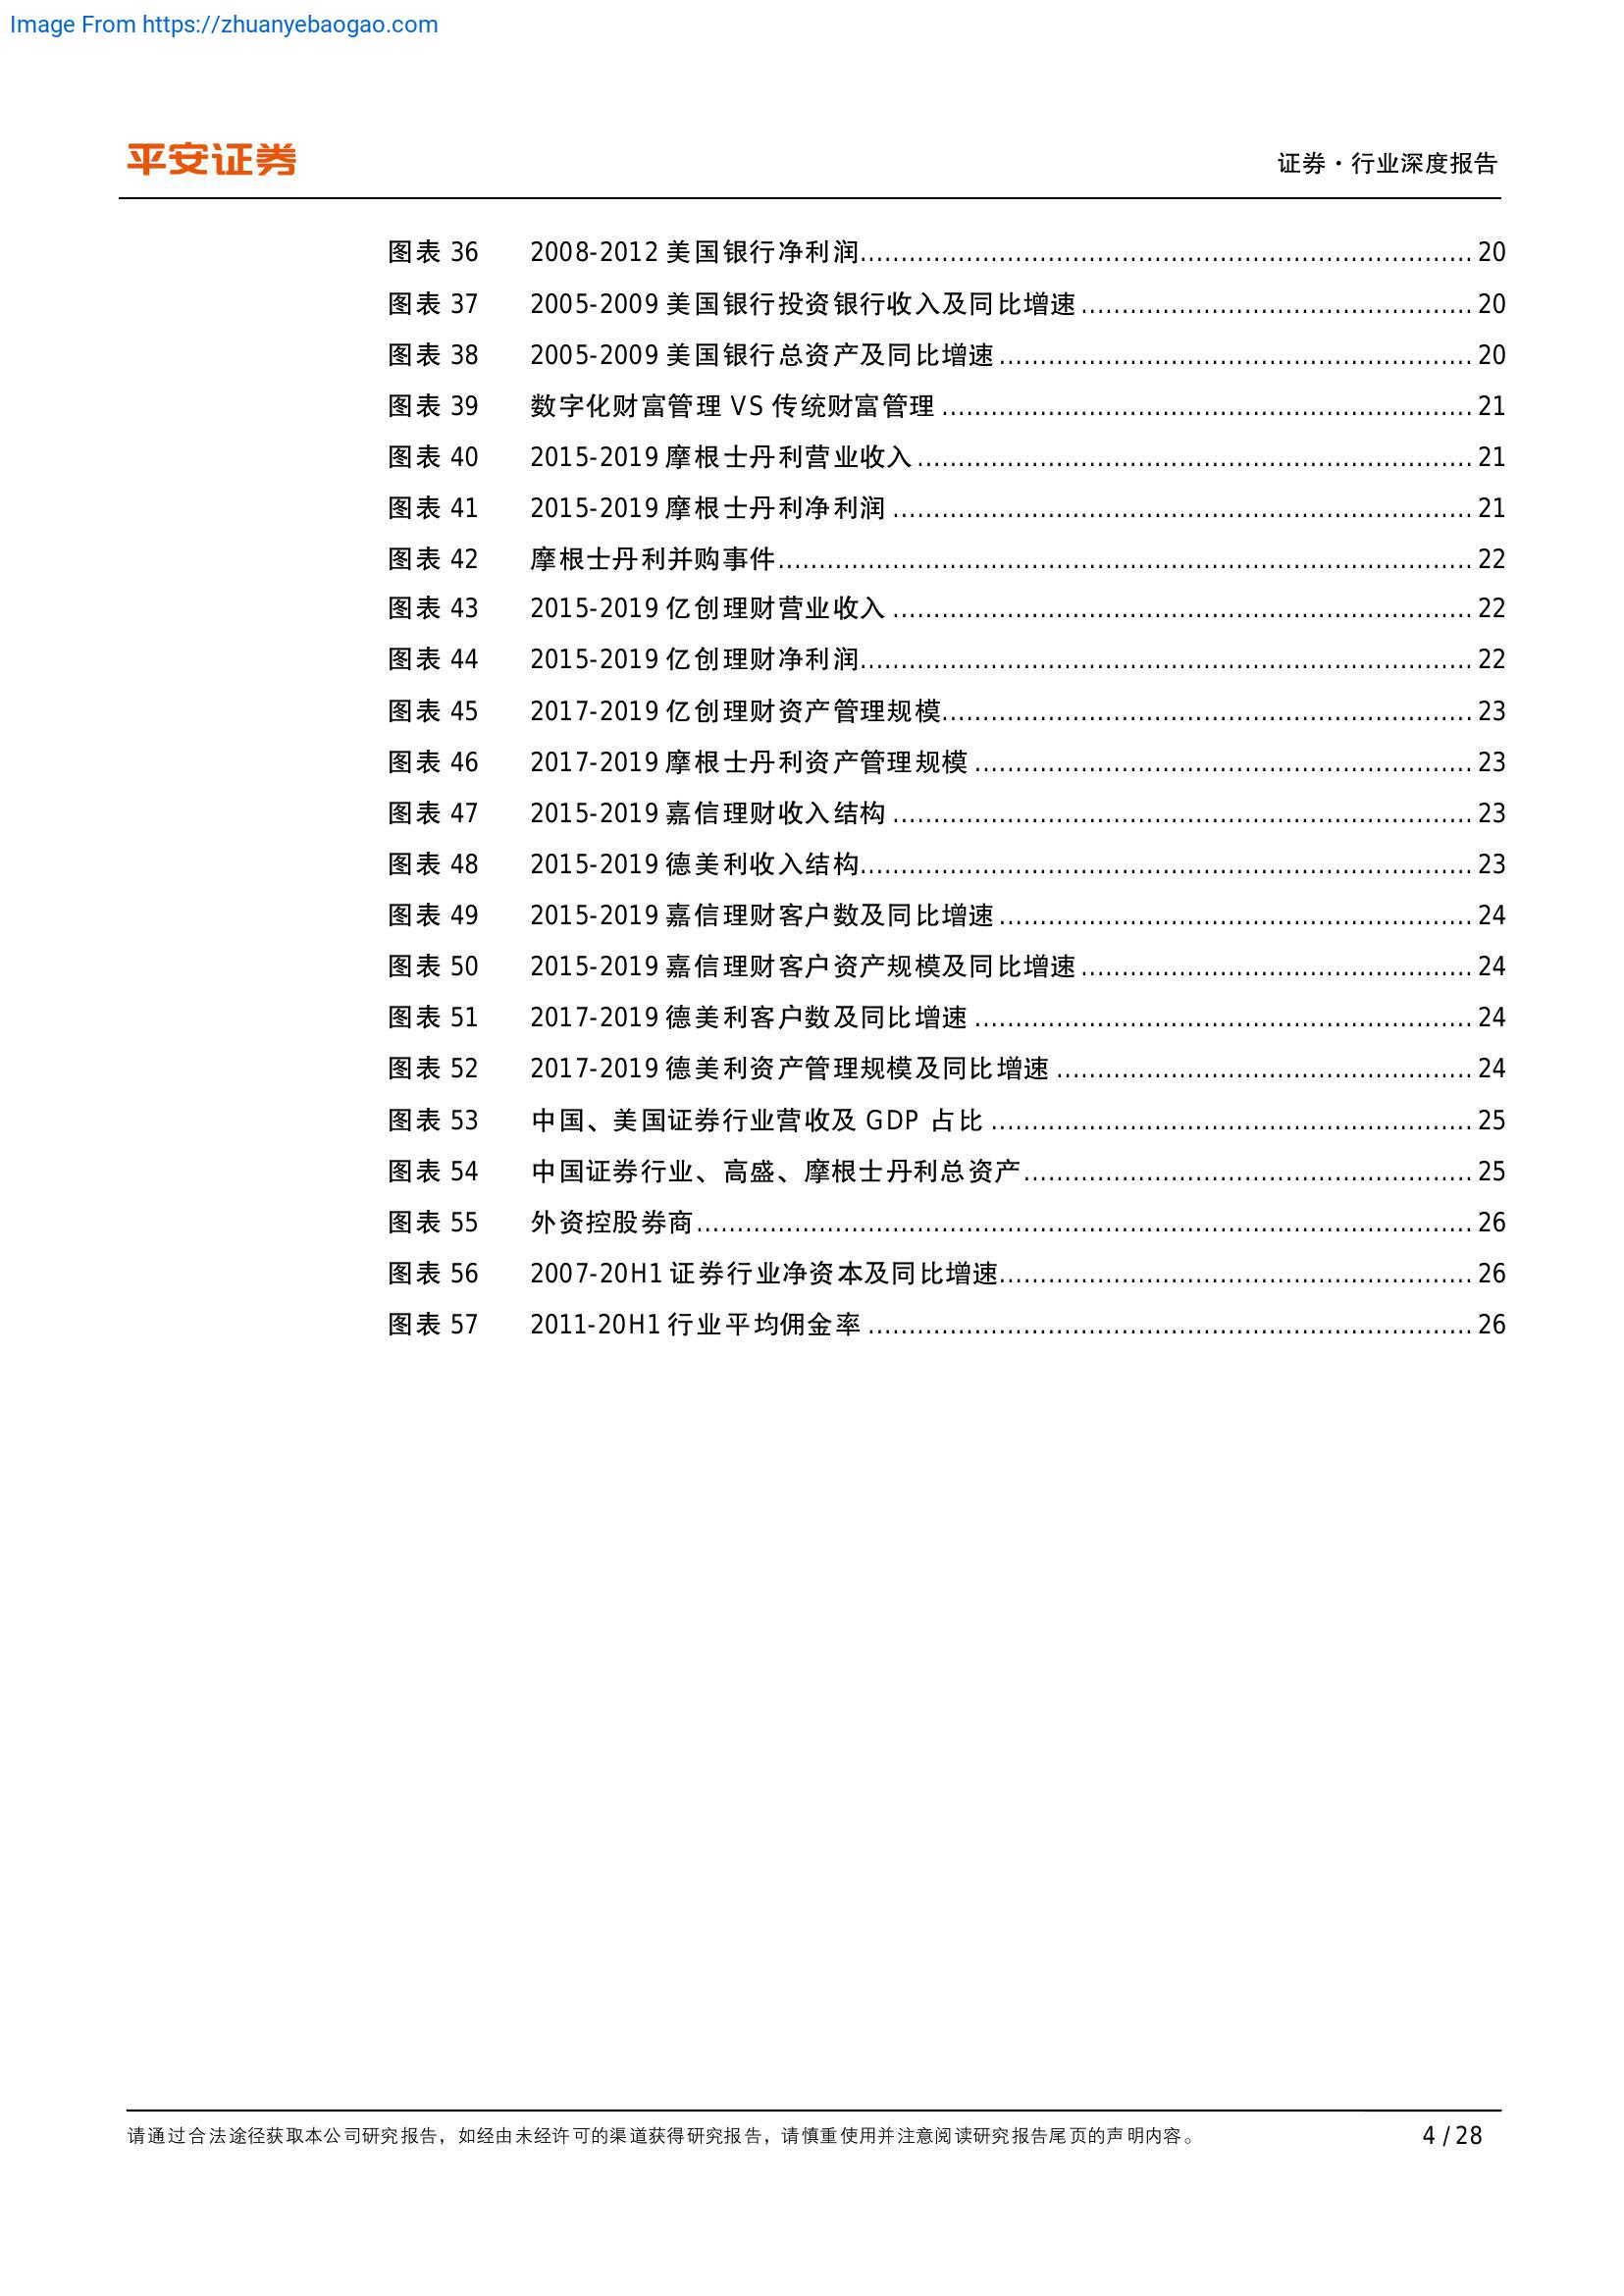 Image From https://zhuanyebaogao.com
平安证券
证券·行业深度报告
图表 36 2008-2012 美国银行净利润 20
图表 37 2005-2009 美国银行投资银行收入及同比增速 20
图表 38 2005-2009 美国银行总资产及同比增速 20
图表 39 数字化财富管理 VS 传统财富管理 21
图表 40 2015-2019 摩根士丹利营业收入 21
图表 41 2015-2019 摩根士丹利净利润 21
图表 42 摩根士丹利并购事件 22
图表 43 2015-2019 亿创理财营业收入 22
图表 44 2015-2019 亿创理财净利润 22
图表 45 2017-2019 亿创理财资产管理规模 23
图表 46 2017-2019 摩根士丹利资产管理规模 23
图表 47 2015-2019 嘉信理财收入结构 23
图表 48 2015-2019 德美利收入结构 23
图表 49 2015-2019 嘉信理财客户数及同比增速 24
图表 50 2015-2019 嘉信理财客户资产规模及同比增速 24
图表 51 2017-2019 德美利客户数及同比增速 24
图表 52 2017-2019 德美利资产管理规模及同比增速 24
图表 53 中国、美国证券行业营收及 GDP 占比 25
图表 54 中国证券行业、高盛、摩根士丹利总资产 25
图表 55 外资控股券商 26
图表 56 2007-20H1 证券行业净资本及同比增速 26
图表 57 2011-20H1 行业平均佣金率 26
请通过合法途径获取本公司研究报告，如经由未经许可的渠道获得研究报告，请慎重使用并注意阅读研究报告尾页的声明内容。 4 / 28